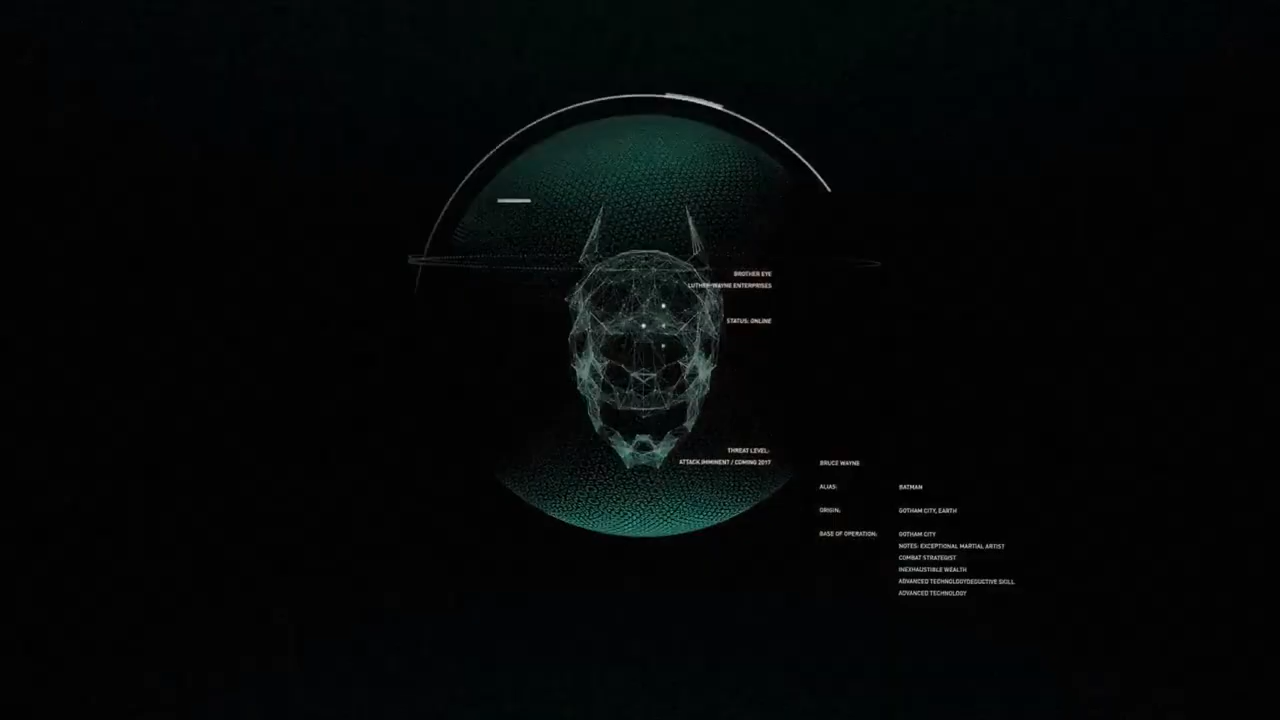 BROTHER EYE
LUTHER-WAYNE ENTERPRISES
STATUS: ONLINE
THREAT LEVEL:
ATTACK IMMINENT / COMING 2017
BRUCE WAYNE
ALIAS: BATMAN
ORIGIN: GOTHAM CITY, EARTH
BASE OF OPERATION: GOTHAM CITY
NOTES: EXCEPTIONAL MARTIAL ARTIST
COMBAT STRATEGIST
INEXHAUSTIBLE WEALTH
ADVANCED TECHNOLOGYDEDUCTIVE SKILL
ADVANCED TECHNOLOGY